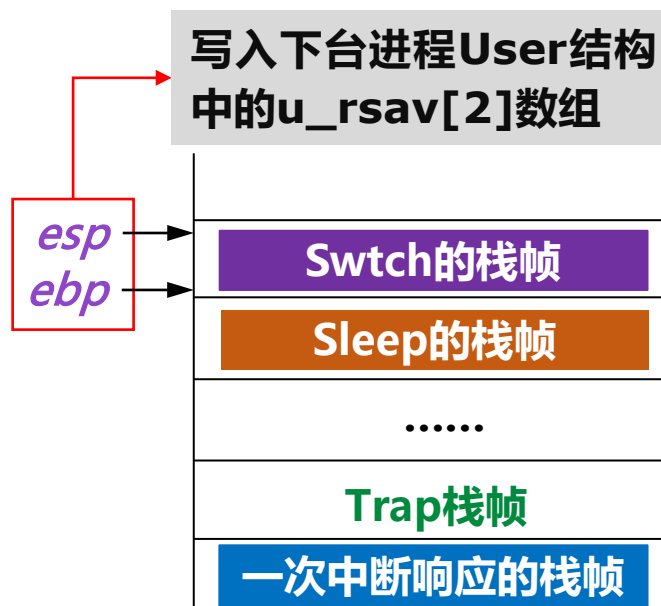 写入下台进程User结构
中的u_rsav[2]数组
esp
ebp
Swtch的栈帧
Sleep的栈帧
……
Trap栈帧
一次中断响应的栈帧